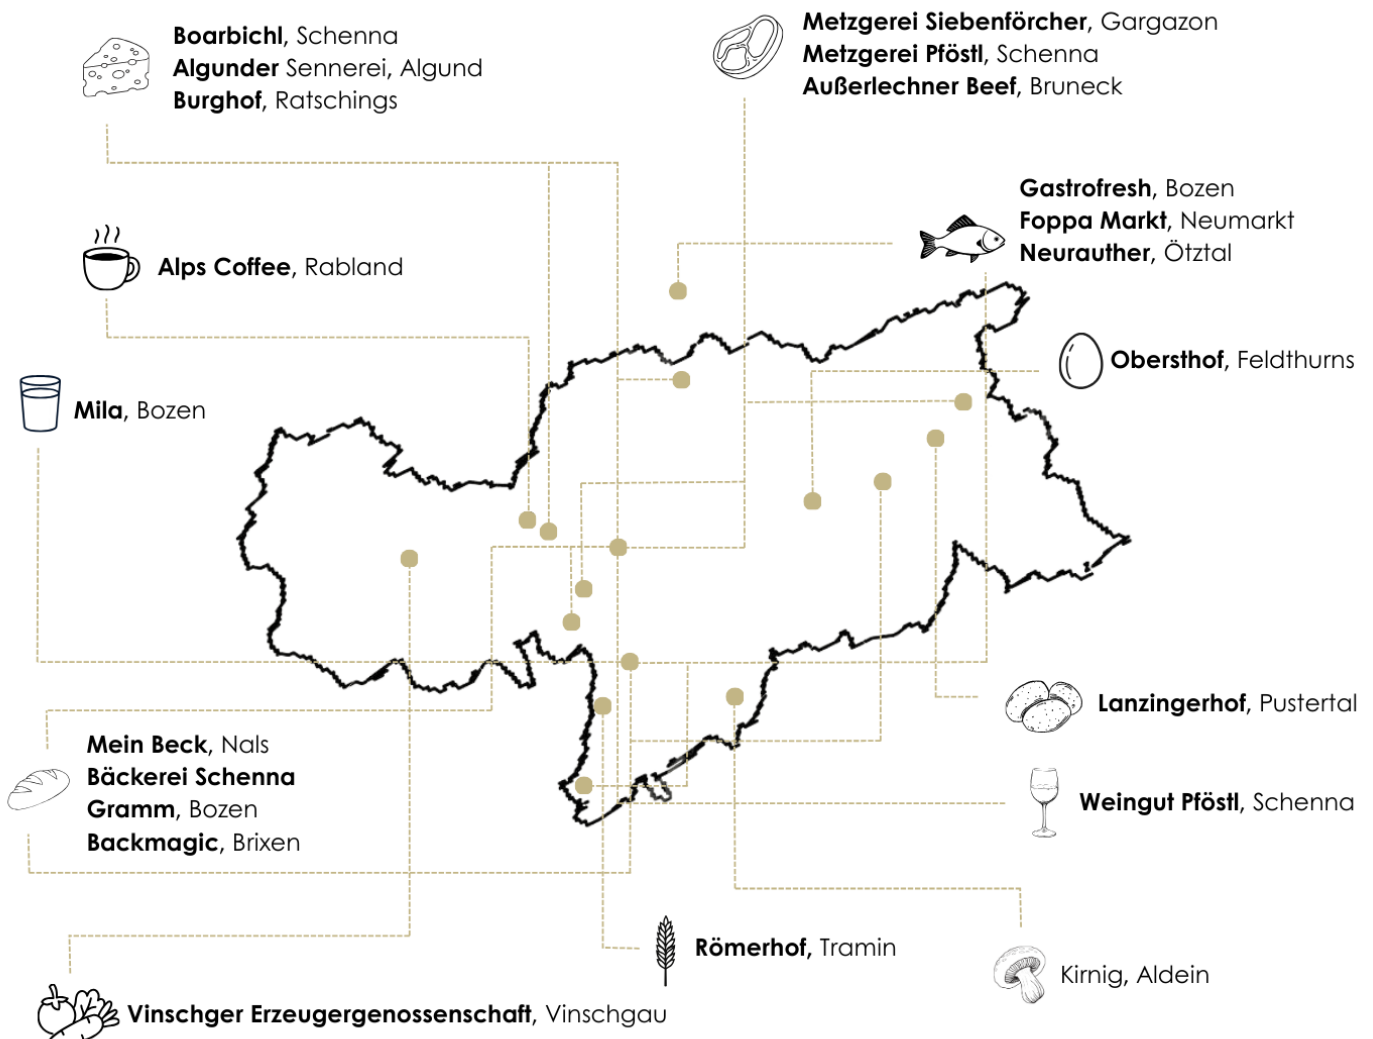 Boarbichl, Schenna
Algunder Sennerei, Algund
Burghof, Ratschings
Metzgerei Siebenförcher, Gargazon
Metzgerei Pföstl, Schenna
Außerlechner Beef, Bruneck
Gastrofresh, Bozen
Foppa Markt, Neumarkt
Neurauther, Ötztal
Alps Coffee, Rabland
Obersthof, Feldthurns
Mila, Bozen
Lanzingerhof, Pustertal
Mein Beck, Nals
Bäckerei Schenna
Gramm, Bozen
Backmagic, Brixen
Weingut Pföstl, Schenna
Römerhof, Tramin
Kirnig, Aldein
Vinschger Erzeugergenossenschaft, Vinschgau